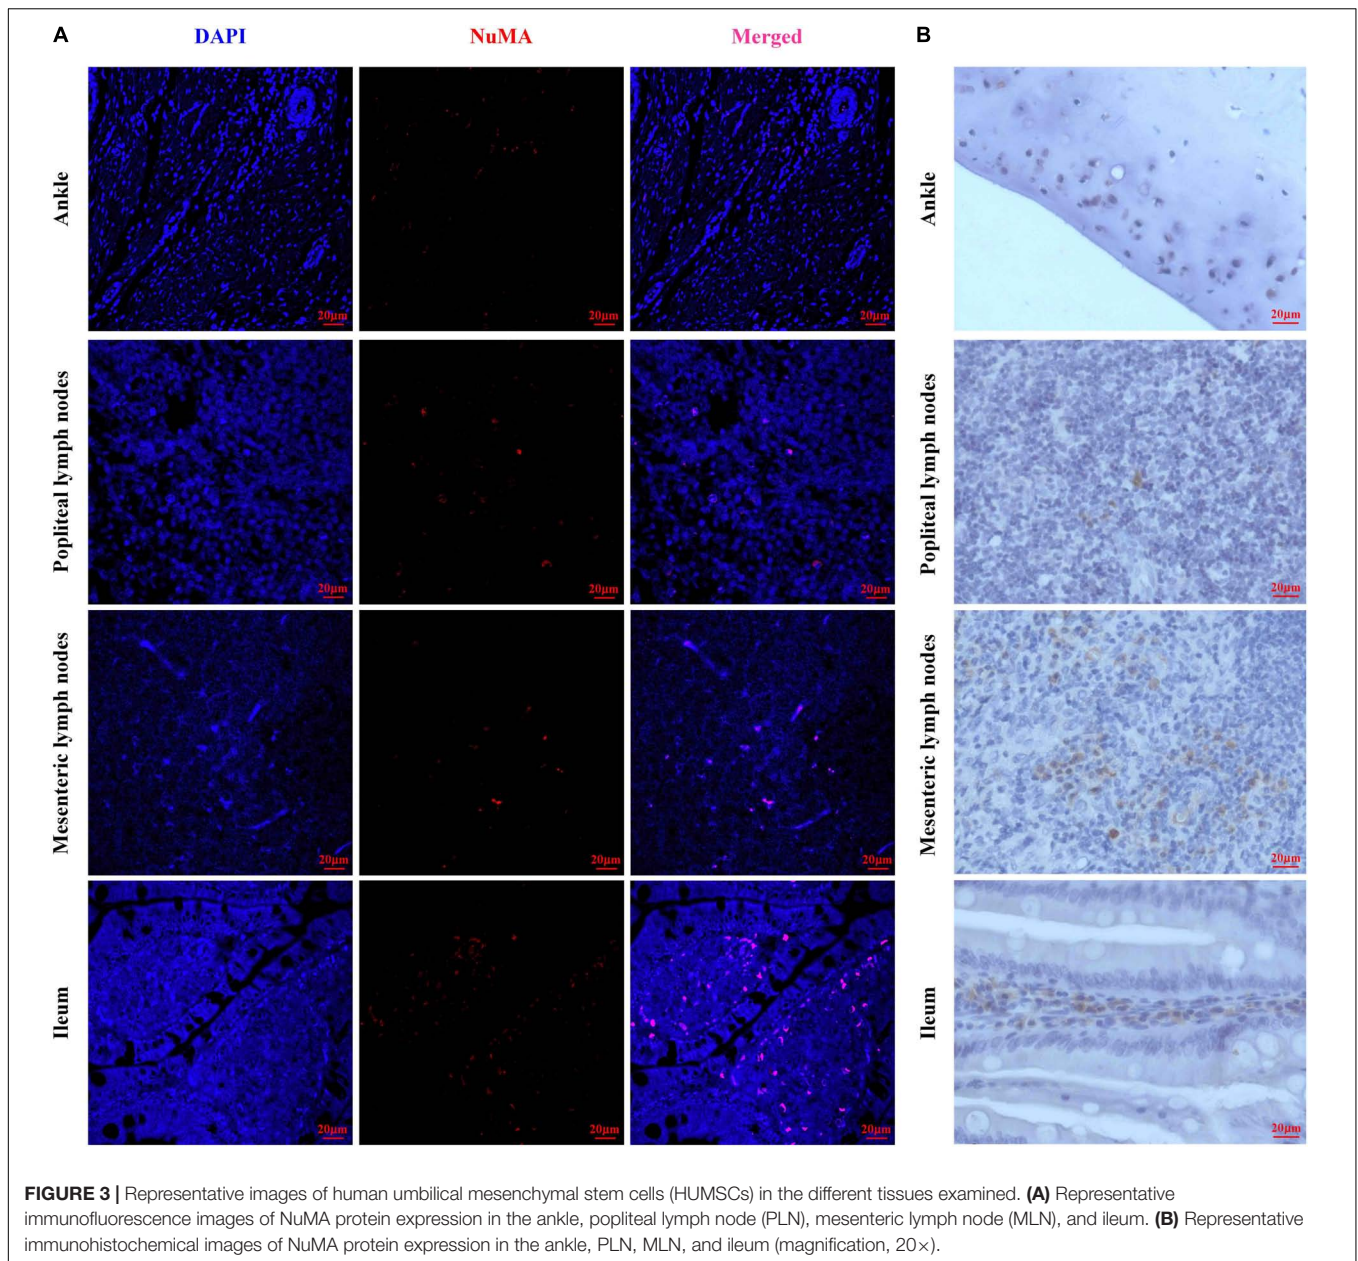 A
DAPI
NuMA
Merged
B
Ankle
20µm
20µm
20µm
Ankle
20µm
Popliteal lymph nodes
20µm
20µm
20µm
Popliteal lymph nodes
20µm
Mesenteric lymph nodes
20µm
20µm
20µm
Mesenteric lymph nodes
20µm
Ileum
20µm
20µm
20µm
Ileum
20µm
FIGURE 3 | Representative images of human umbilical mesenchymal stem cells (HUMSCs) in the different tissues examined. (A) Representative
immunofluorescence images of NuMA protein expression in the ankle, popliteal lymph node (PLN), mesenteric lymph node (MLN), and ileum. (B) Representative
immunohistochemical images of NuMA protein expression in the ankle, PLN, MLN, and ileum (magnification, 20×).